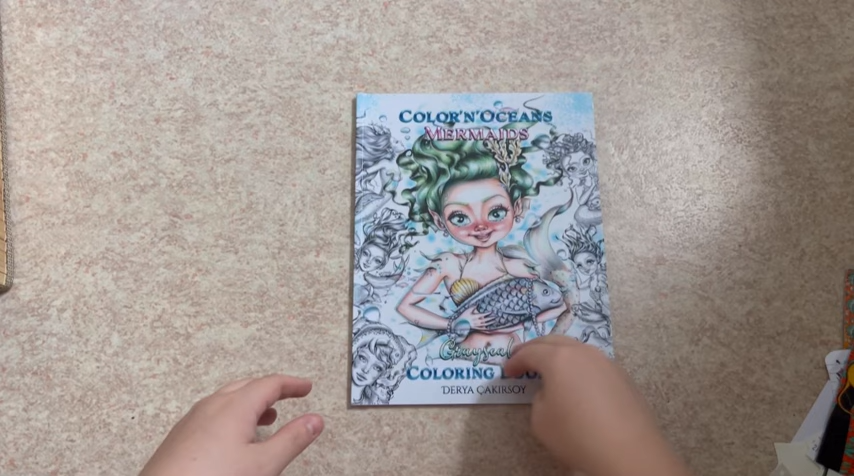 COLOR'N'OCEANS
MERMAIDS
COLORING
DERYA ÇAKIRSOY